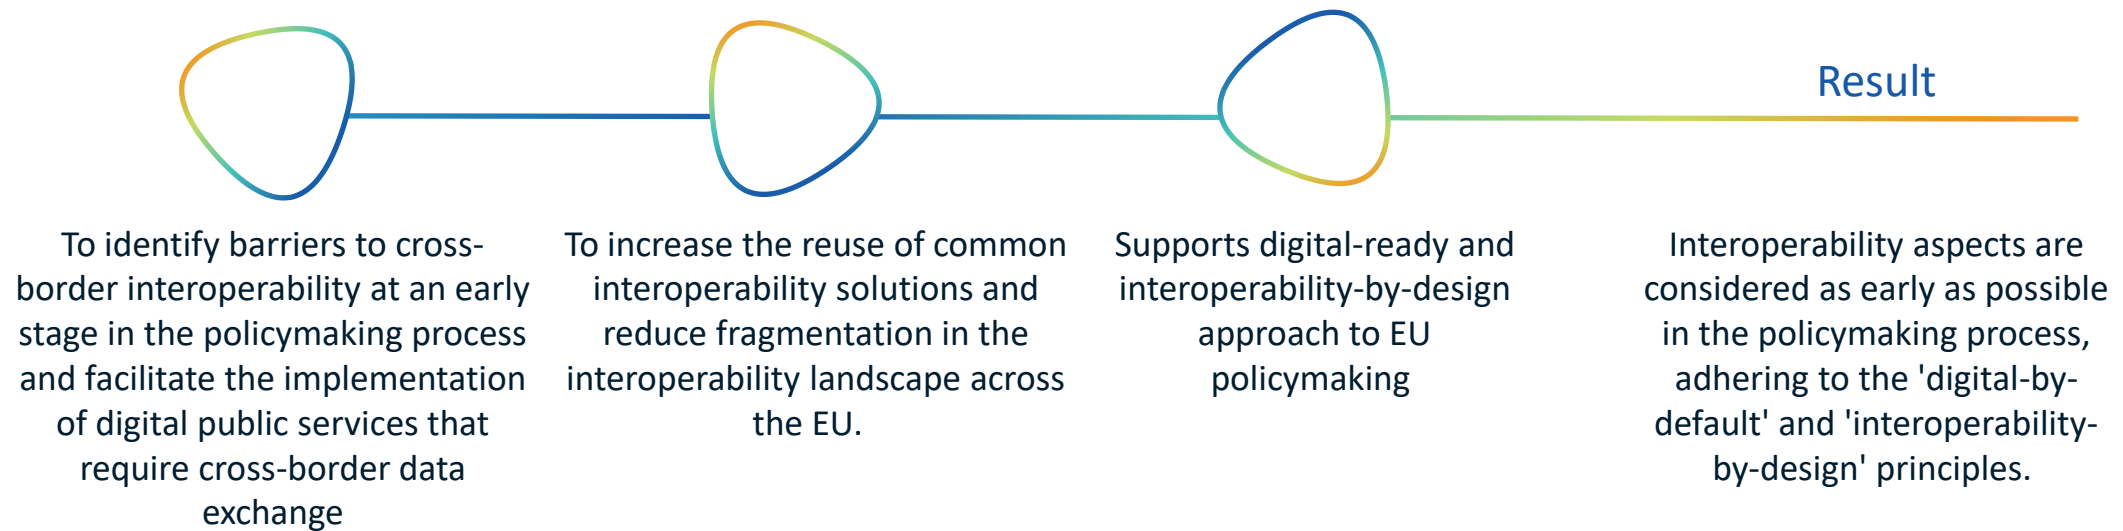 Result
To identify barriers to cross-
border interoperability at an early
stage in the policymaking process
and facilitate the implementation
of digital public services that
require cross-border data
exchange
To increase the reuse of common
interoperability solutions and
reduce fragmentation in the
interoperability landscape across
the EU.
Supports digital-ready and
interoperability-by-design
approach to EU
policymaking
Interoperability aspects are
considered as early as possible
in the policymaking process,
adhering to the 'digital-by-
default' and 'interoperability-
by-design' principles.